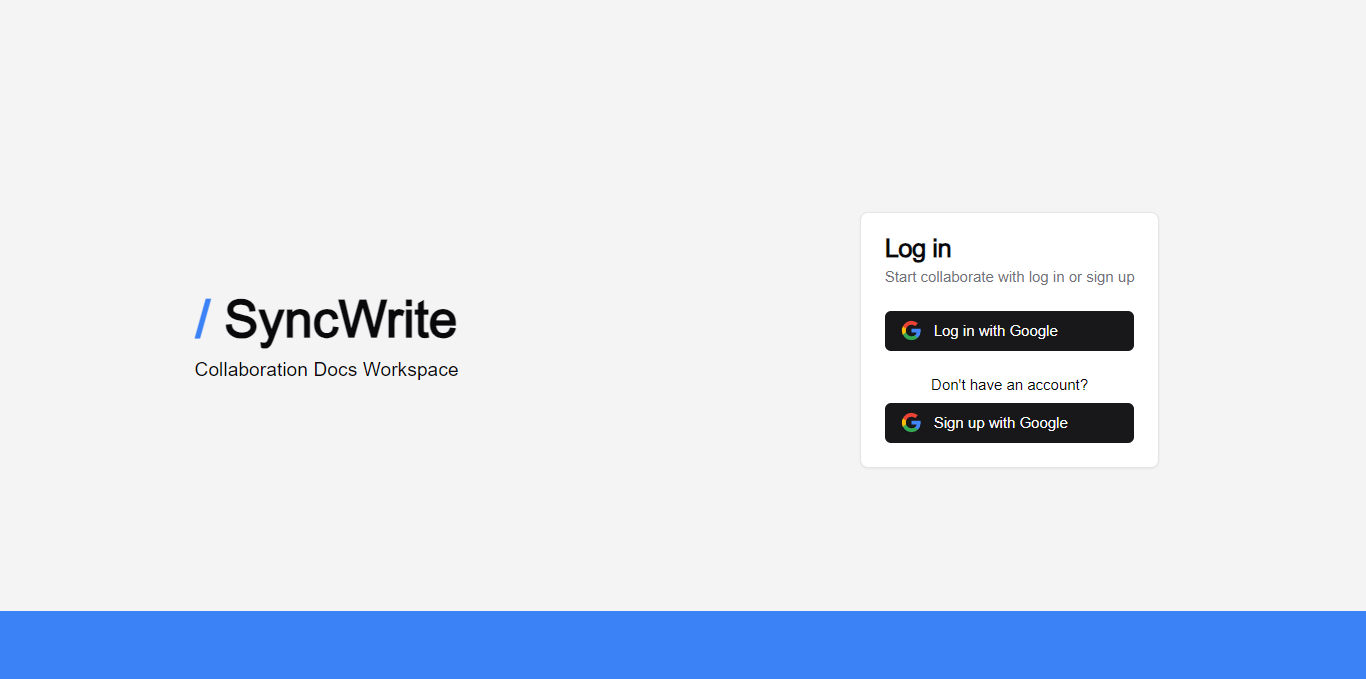 / SyncWrite
Collaboration Docs Workspace
Log in
Start collaborate with log in or sign up
Log in with Google
Don't have an account?
Sign up with Google